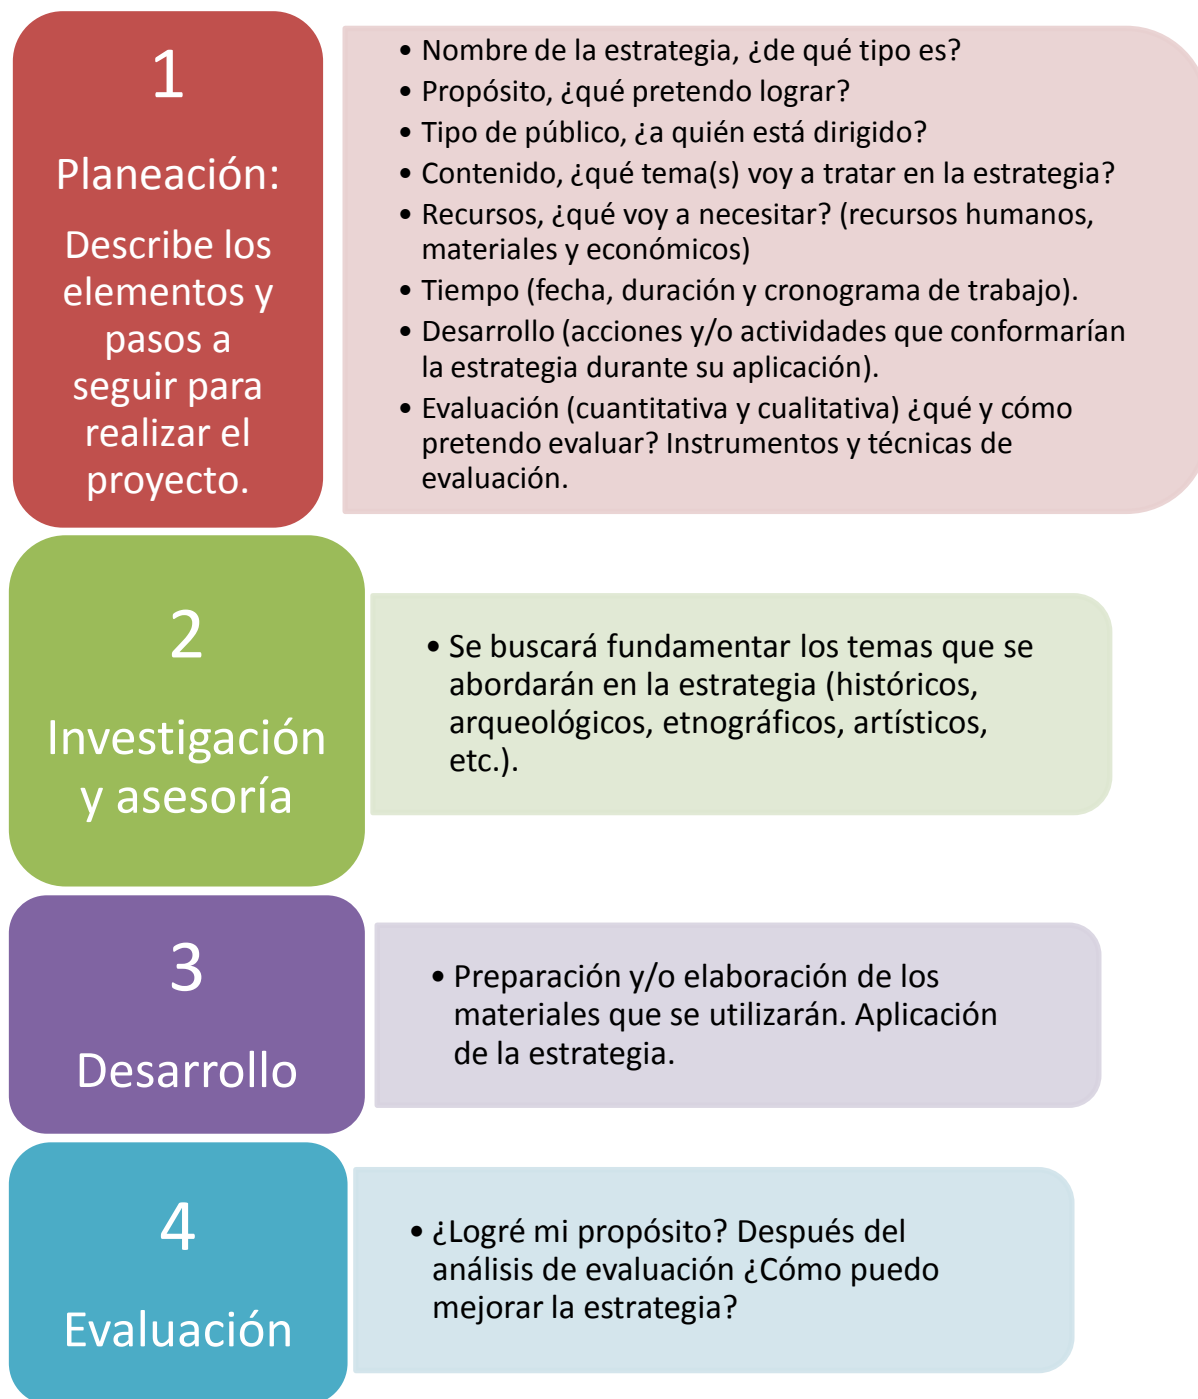 1
Planeación:
Describe los
elementos y
pasos a
seguir para
realizar el
proyecto.
• Nombre de la estrategia, ¿de qué tipo es?
• Propósito, ¿qué pretendo lograr?
• Tipo de público, ¿a quién está dirigido?
• Contenido, ¿qué tema(s) voy a tratar en la estrategia?
• Recursos, ¿qué voy a necesitar? (recursos humanos,
materiales y económicos)
• Tiempo (fecha, duración y cronograma de trabajo).
• Desarrollo (acciones y/o actividades que conformarían
la estrategia durante su aplicación).
• Evaluación (cuantitativa y cualitativa) ¿qué y cómo
pretendo evaluar? Instrumentos y técnicas de
evaluación.
2
Investigación
y asesoría
• Se buscará fundamentar los temas que se
abordarán en la estrategia (históricos,
arqueológicos, etnográficos, artísticos,
etc.).
3
Desarrollo
• Preparación y/o elaboración de los
materiales que se utilizarán. Aplicación
de la estrategia.
4
Evaluación
• ¿Logré mi propósito? Después del
análisis de evaluación ¿Cómo puedo
mejorar la estrategia?